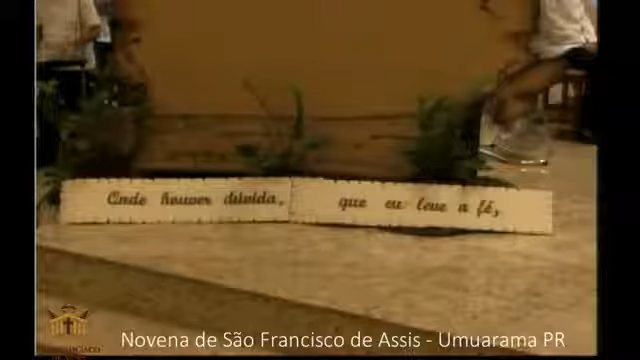 Onde houver dúvida, que eu leve a fé,
Novena de São Francisco de Assis - Umuarama PR